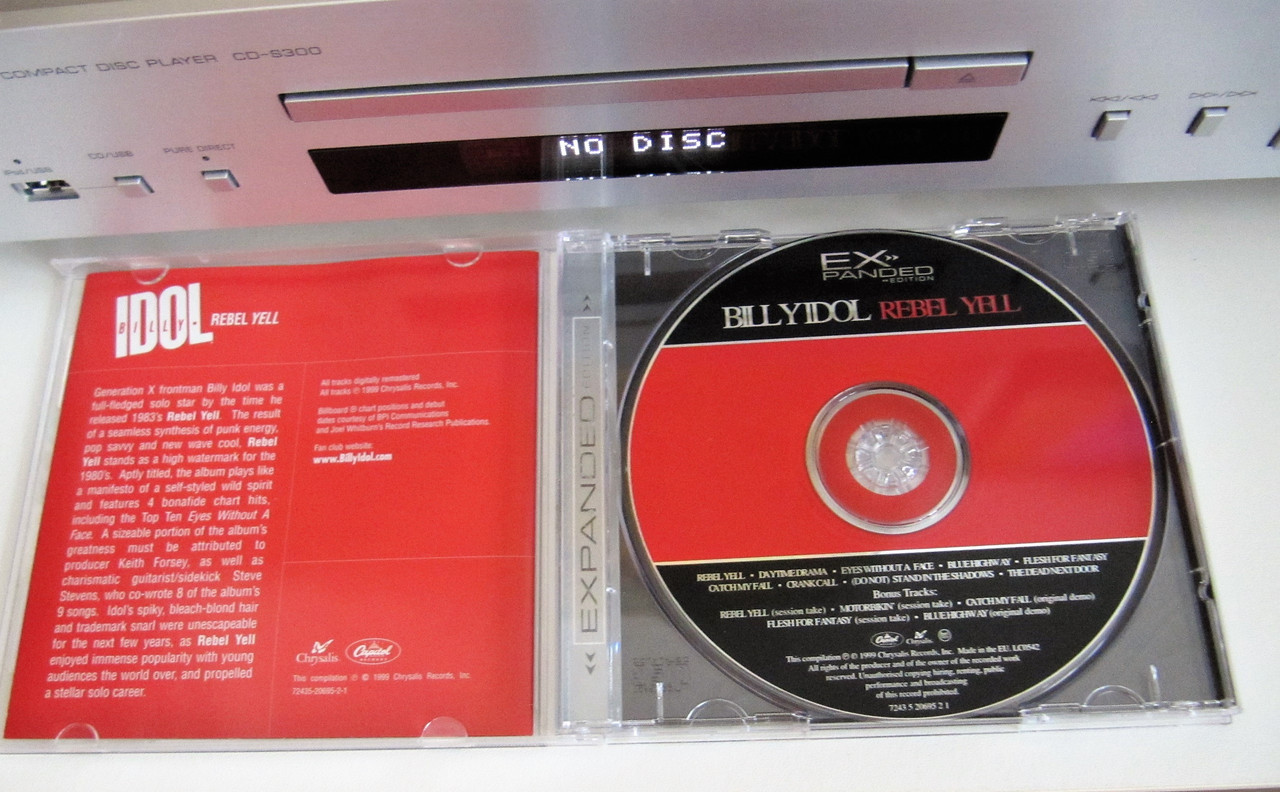 COMPACT DISC PLAYER CD-S300
iPod/USB
CD/USB
PURE DIRECT
NO DISC
IDOL
BILLY
REBEL YELL
Generation X frontman Billy Idol was a
full-fledged solo star by the time he
released 1983's Rebel Yell. The result
of a seamless synthesis of punk energy,
pop savvy and new wave cool, Rebel
Yell stands as a high watermark for the
1980's. Aptly titled, the album plays like
a manifesto of a self-styled wild spirit
and features 4 bonafide chart hits,
including the Top Ten Eyes Without A
Face. A sizeable portion of the album's
greatness must be attributed to
producer Keith Forsey, as well as
charismatic guitarist/sidekick Steve
Stevens, who co-wrote 8 of the album's
9 songs. Idol's spiky, bleach-blond hair
and trademark snarl were unescapeable
for the next few years, as Rebel Yell
enjoyed immense popularity with young
audiences the world over, and propelled
a stellar solo career.
All tracks digitally remastered
All tracks ℗ 1999 Chrysalis Records, Inc.
Billboard ® chart positions and debut
dates courtesy of BPI Communications
and Joel Whitburn's Record Research Publications.
Fan club website:
www.BillyIdol.com
Chrysalis.
Capitol
RECORDS
This compilation ℗ © 1999 Chrysalis Records, Inc.
72435-20695-2-1
EXPANDED EDITION
EX
PANDED
EDITION
BILLY IDOL REBEL YELL
REBEL YELL • DAYTIME DRAMA • EYES WITHOUT A FACE • BLUE HIGHWAY • FLESH FOR FANTASY
CATCH MY FALL • CRANK CALL • (DO NOT) STAND IN THE SHADOWS • THE DEAD NEXT DOOR
Bonus Tracks:
REBEL YELL (session take) • MOTORBIKIN' (session take) • CATCH MY FALL (original demo)
FLESH FOR FANTASY (session take) • BLUE HIGHWAY (original demo)
Capitol
Chrysalis
This compilation ℗ © 1999 Chrysalis Records, Inc. Made in the EU. LC0542
All rights of the producer and of the owner of the recorded work
reserved. Unauthorised copying hiring, renting, public
performance and broadcasting
of this record prohibited.
7243 5 20695 2 1